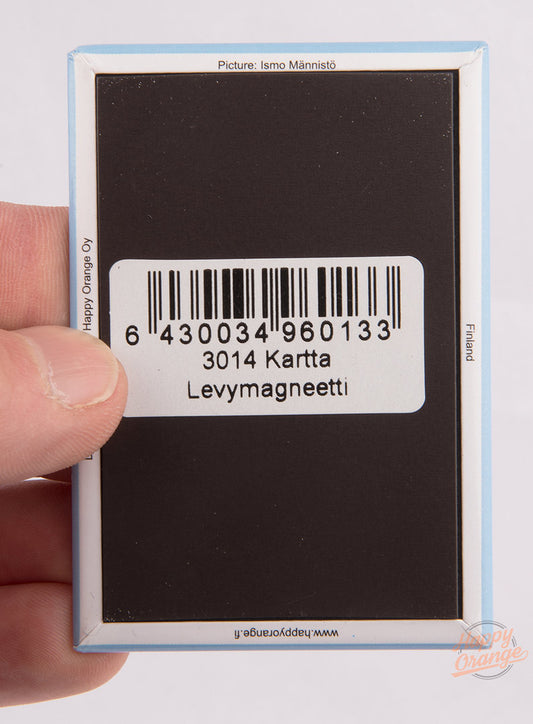 Picture: Ismo Männistö
Happy Orange Oy
6 430034 960133
3014 Kartta
Levymagneetti
Finland
www.happyorange.fi
Happy
Orange